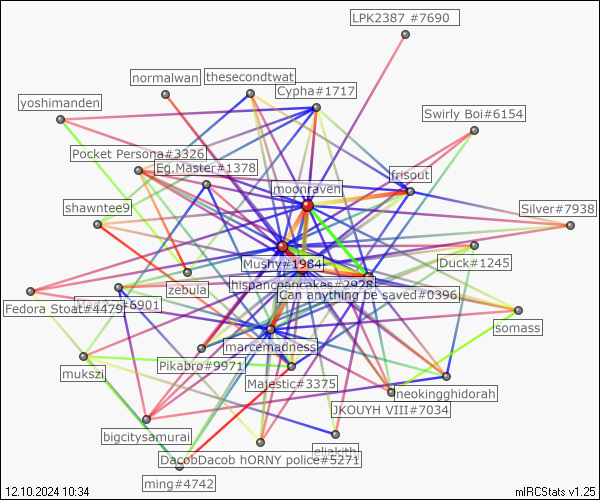 LPK2387 #7690
normalwan
thesecondtwat
Cypha#1717
yoshimanden
Swirly Boi#6154
Pocket Persona#3326
Eg.Master#1378
frisout
moonraven
shawntee9
Silver#7938
Mushy#1984
Duck#1245
zebula
hispancpancakes#2928
Can anything be saved#0396
Fedora Stoat#4479
#6901
somass
marcemadness
Pikabro#9971
mukszi
Majestic#3375
neokingghidorah
JKOUYH VIII#7034
bigcitysamurai
eliakith
DacobDacob hORNY police#5271
ming#4742
12.10.2024 10:34
mIRCStats v1.25